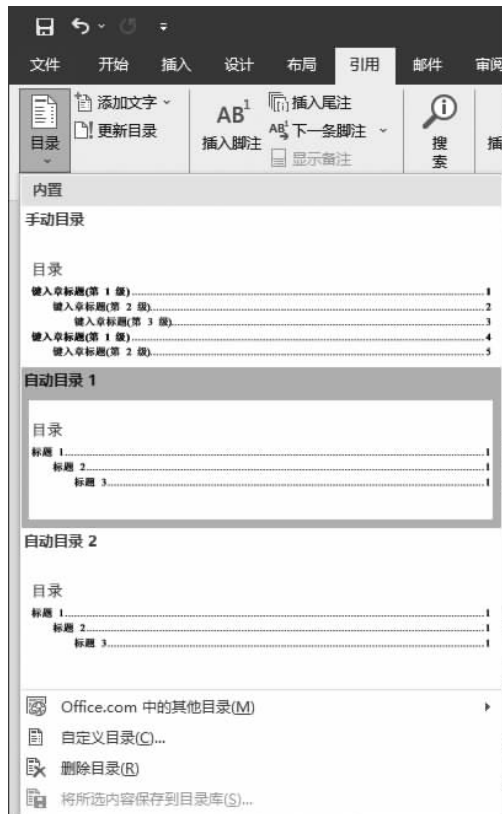 文件 开始 插入 设计 布局 引用 邮件 审阅
目录
添加文字
更新目录
AB1
插入脚注
插入尾注
AB1 下一条脚注
显示备注
搜索
插
内置
手动目录
目录
键入章标题(第 1 级)....................1
键入章标题(第 2 级)....................2
键入章标题(第 3 级)....................3
键入章标题(第 1 级)....................4
键入章标题(第 2 级)....................5
自动目录 1
目录
标题 1....................1
标题 2....................1
标题 3....................1
自动目录 2
目录
标题 1....................1
标题 2....................1
标题 3....................1
Office.com 中的其他目录(M)
自定义目录(C)...
删除目录(R)
将所选内容保存到目录库(S)...